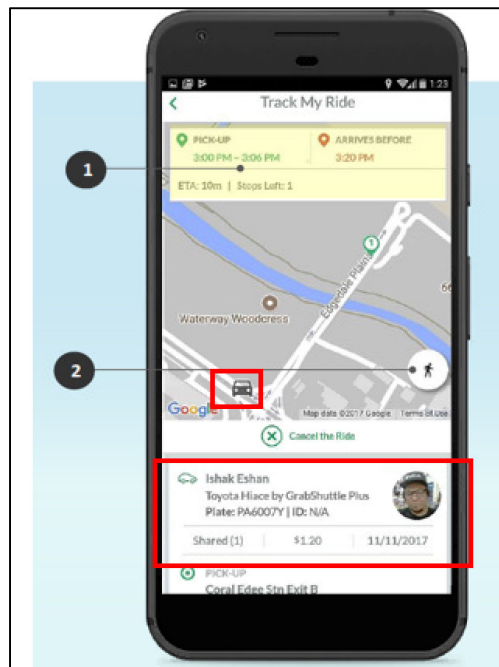 1:23
Track My Ride
PICK-UP
3:00 PM – 3:06 PM
ARRIVES BEFORE
3:20 PM
ETA: 10m | Stops Left: 1
1
1
Edgedale Plains
66
Waterway Woodcress
2
Google
Map data ©2017 Google
Terms of Use
Cancel the Ride
Ishak Eshan
Toyota Hiace by GrabShuttle Plus
Plate: PA6007Y | ID: N/A
Shared (1)
$1.20
11/11/2017
PICK-UP
Coral Edge Stn Exit B